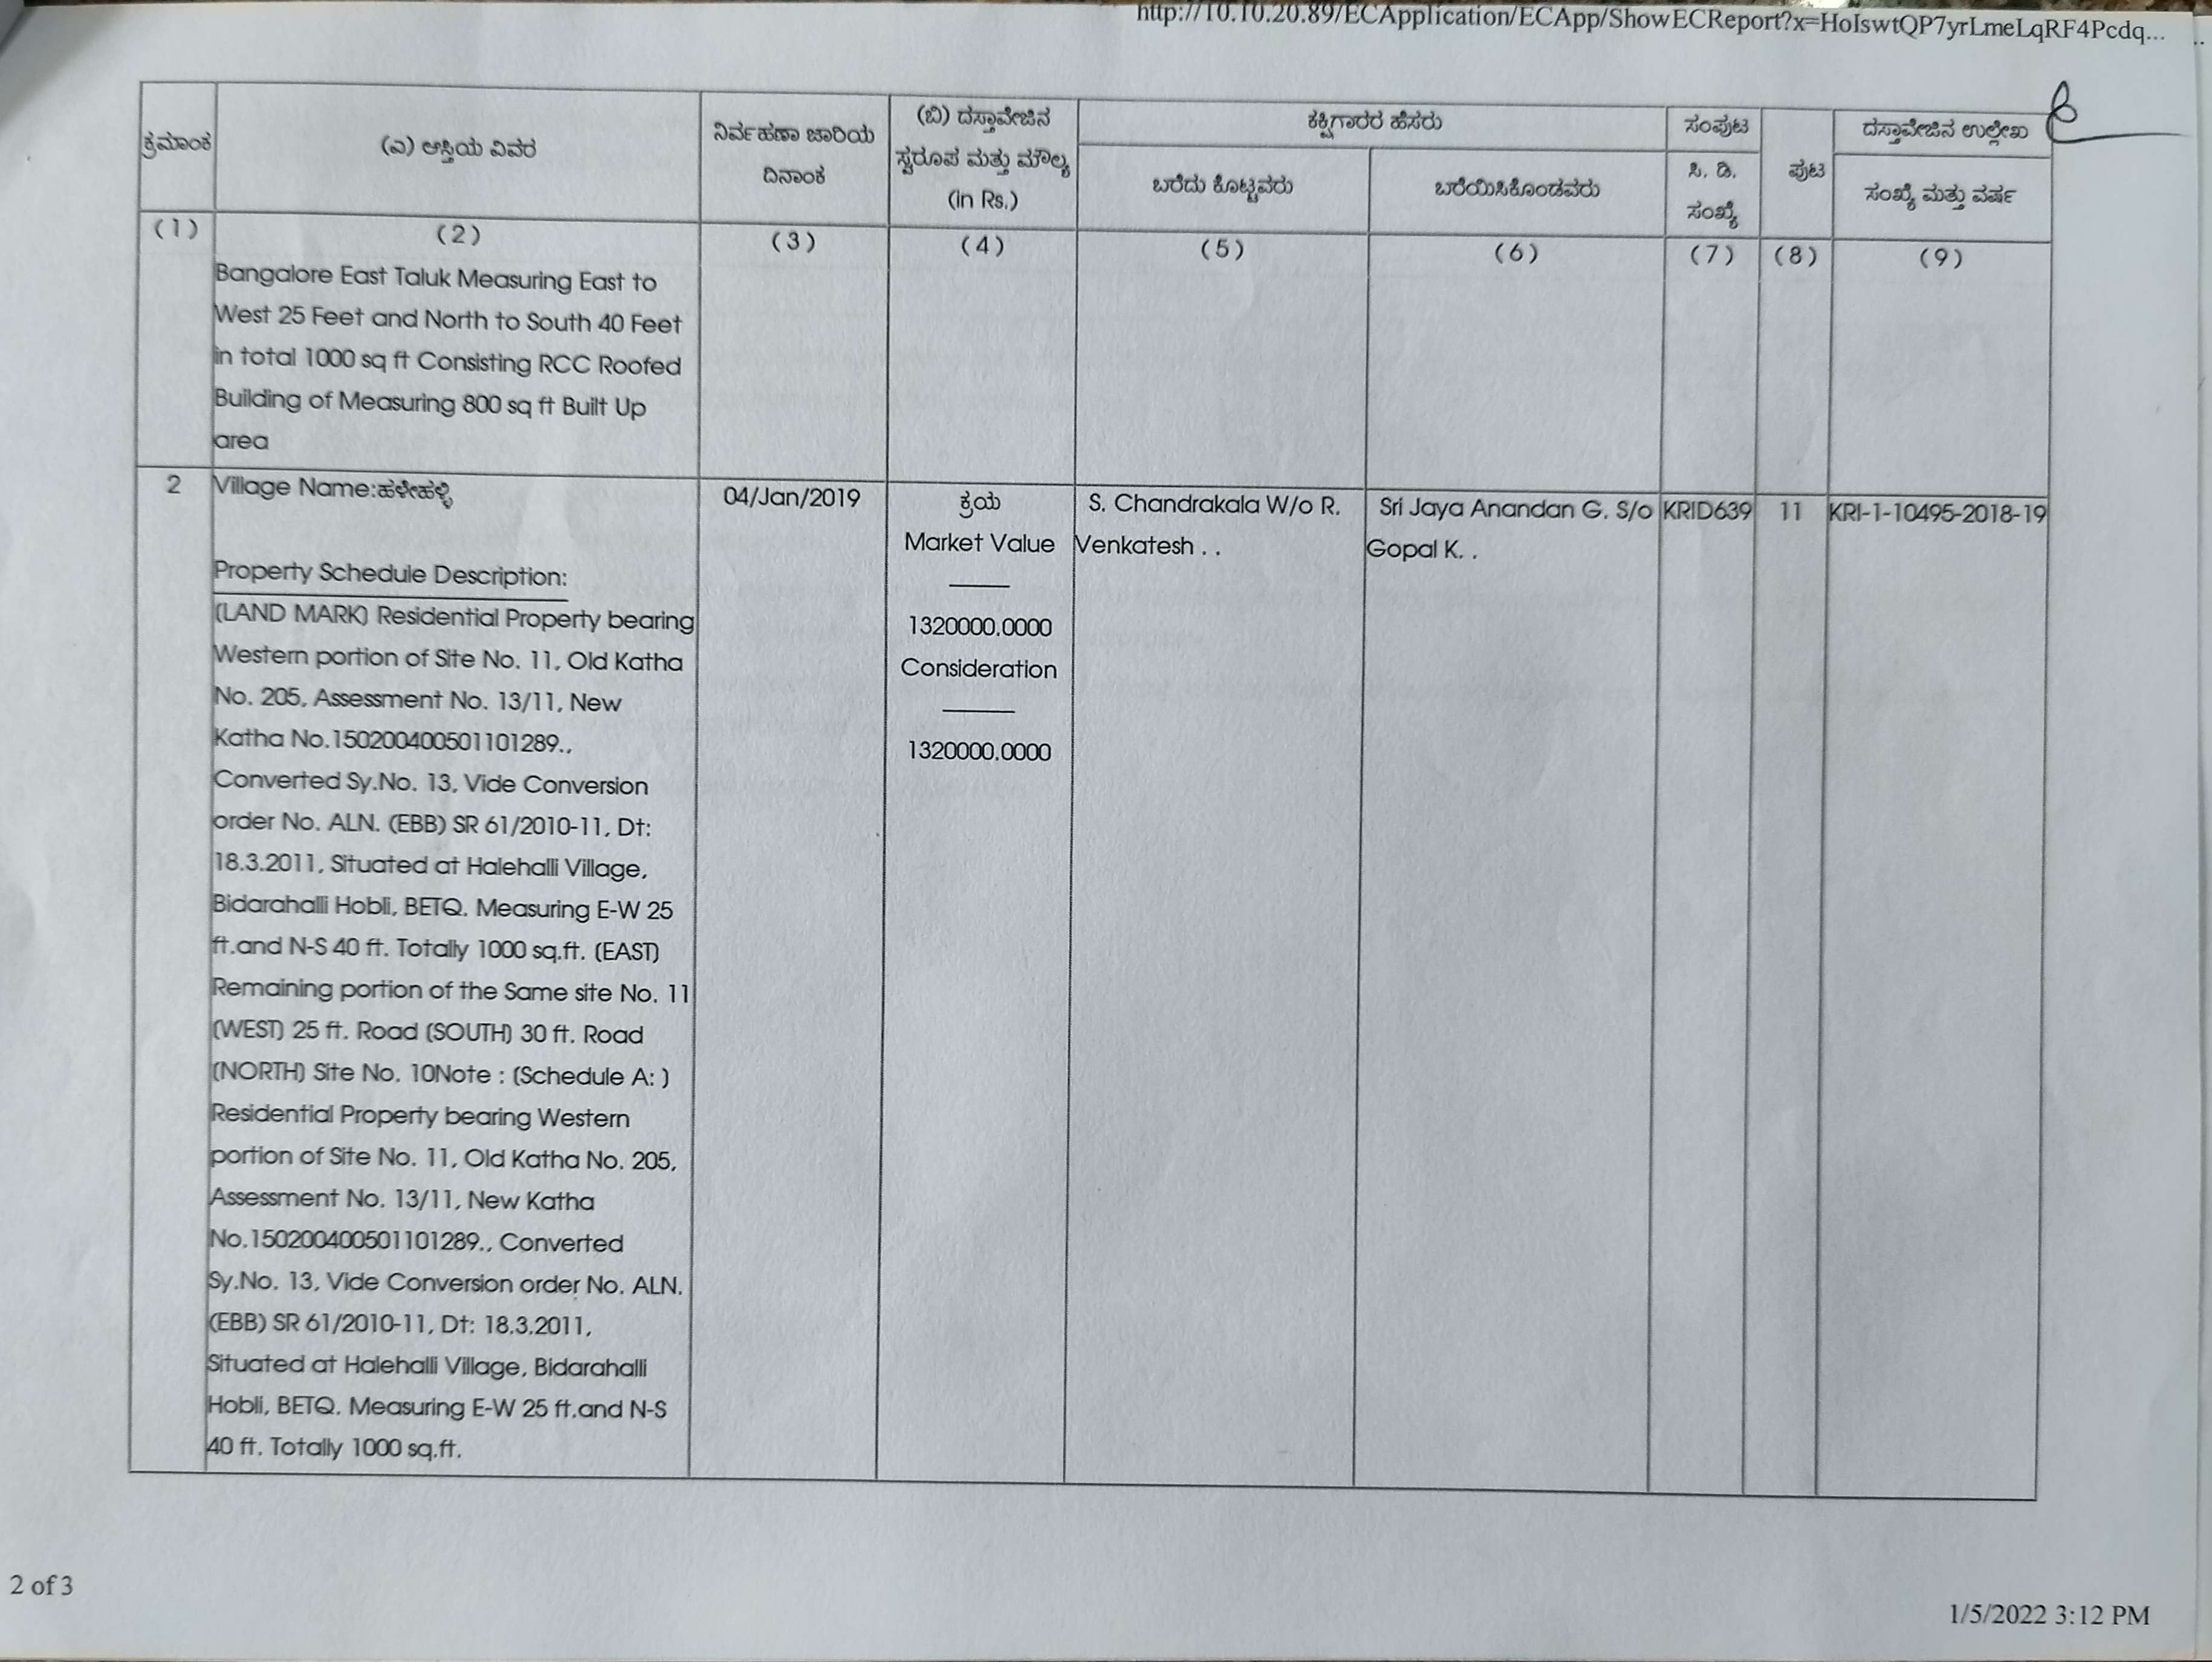 http://10.10.20.89/ECApplication/ECApp/ShowECReport?x=HoIswtQP7yrLmeLqRF4Pcdq...
ಕ್ರಮಾಂಕ
(ಎ) ಆಸ್ತಿಯ ವಿವರ
ನಿರ್ವಹಣಾ ಜಾರಿಯ
ದಿನಾಂಕ
(ಬಿ) ದಸ್ತಾವೇಜಿನ
ಸ್ವರೂಪ ಮತ್ತು ಮೌಲ್ಯ
(In Rs.)
ಕಕ್ಷಿಗಾರರ ಹೆಸರು
ಬರೆದು ಕೊಟ್ಟವರು
ಬರೆಯಿಸಿಕೊಂಡವರು
ಸಂಪುಟ
ಸಿ. ಡಿ.
ಸಂಖ್ಯೆ
ಪುಟ
ದಸ್ತಾವೇಜಿನ ಉಲ್ಲೇಖ
ಸಂಖ್ಯೆ ಮತ್ತು ವರ್ಷ
(1)
(2)
(3)
(4)
(5)
(6)
(7)
(8)
(9)
Bangalore East Taluk Measuring East to
West 25 Feet and North to South 40 Feet
in total 1000 sq ft Consisting RCC Roofed
Building of Measuring 800 sq ft Built Up
area
2
Village Name:ಹಳೇಹಳ್ಳಿ
Property Schedule Description:
(LAND MARK) Residential Property bearing
Western portion of Site No. 11, Old Katha
No. 205, Assessment No. 13/11, New
Katha No.150200400501101289.,
Converted Sy.No. 13, Vide Conversion
order No. ALN. (EBB) SR 61/2010-11, Dt:
18.3.2011, Situated at Halehalli Village,
Bidarahalli Hobli, BETQ. Measuring E-W 25
ft.and N-S 40 ft. Totally 1000 sq.ft. (EAST)
Remaining portion of the Same site No. 11
(WEST) 25 ft. Road (SOUTH) 30 ft. Road
(NORTH) Site No. 10Note : (Schedule A: )
Residential Property bearing Western
portion of Site No. 11, Old Katha No. 205,
Assessment No. 13/11, New Katha
No.150200400501101289., Converted
Sy.No. 13, Vide Conversion order No. ALN.
(EBB) SR 61/2010-11, Dt: 18.3.2011,
Situated at Halehalli Village, Bidarahalli
Hobli, BETQ. Measuring E-W 25 ft.and N-S
40 ft. Totally 1000 sq.ft.
04/Jan/2019
ಕ್ರಯ
Market Value
1320000.0000
Consideration
1320000.0000
S. Chandrakala W/o R.
Venkatesh . .
Sri Jaya Anandan G. S/o
Gopal K. .
KRID639
11
KRI-1-10495-2018-19
2 of 3
1/5/2022 3:12 PM